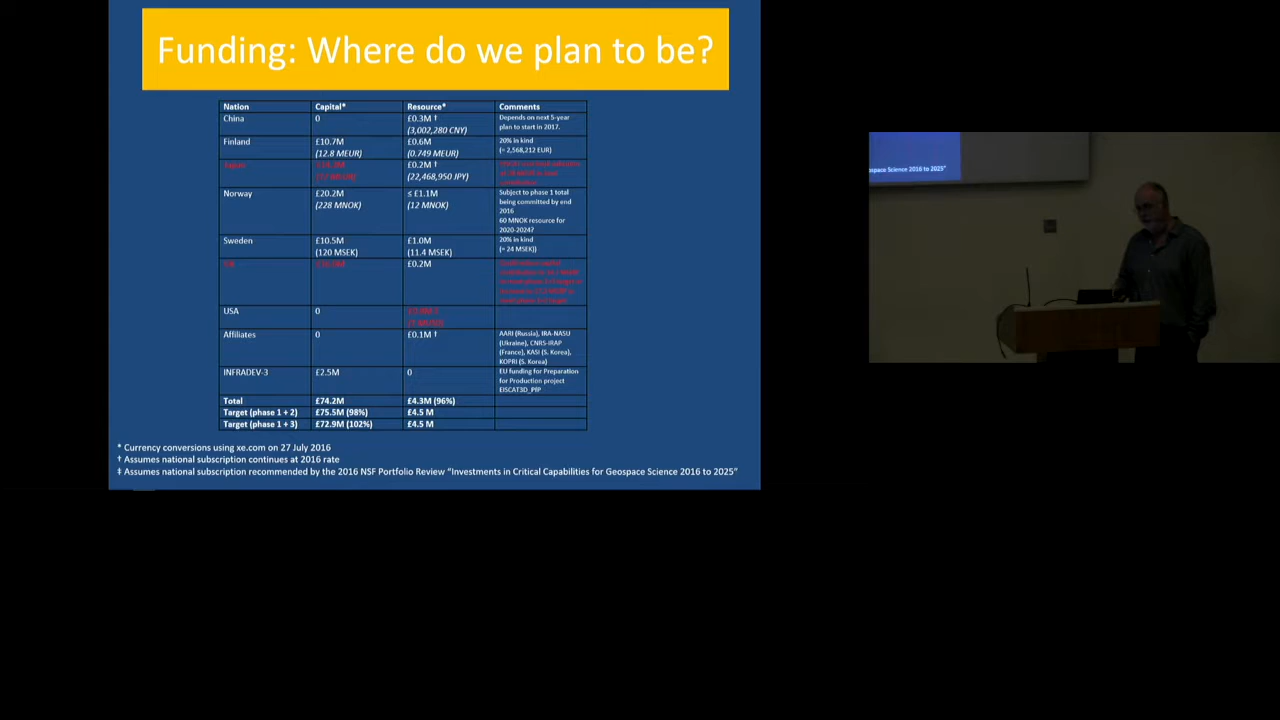 Funding: Where do we plan to be?
Nation Capital* Resource* Comments
China 0 £0.3M † Depends on next 5-year
(3,002,280 CNY) plan to start in 2017.
Finland £10.7M £0.6M 20% in kind
(12.8 MEUR) (0.749 MEUR) (= 2,568,212 EUR)
£0.2M †
(22,468,950 JPY)
Norway £20.2M ≤ £1.1M Subject to phase 1 total
(228 MNOK) (12 MNOK) being committed by end
2016
60 MNOK resource for
2020-2024?
Sweden £10.5M £1.0M 20% in kind
(120 MSEK) (11.4 MSEK) (= 24 MSEK))
£0.2M
USA 0
Affiliates 0 £0.1M † AARI (Russia), IRA-NASU
(Ukraine), CNRS-IRAP
(France), KASI (S. Korea),
KOPRI (S. Korea)
INFRADEV-3 £2.5M 0 EU funding for Preparation
for Production project
EISCAT3D_PfP
Total £74.2M £4.3M (96%)
Target (phase 1 + 2) £75.5M (98%) £4.5 M
Target (phase 1 + 3) £72.9M (102%) £4.5 M
* Currency conversions using xe.com on 27 July 2016
† Assumes national subscription continues at 2016 rate
‡ Assumes national subscription recommended by the 2016 NSF Portfolio Review “Investments in Critical Capabilities for Geospace Science 2016 to 2025”
ospace Science 2016 to 2025”